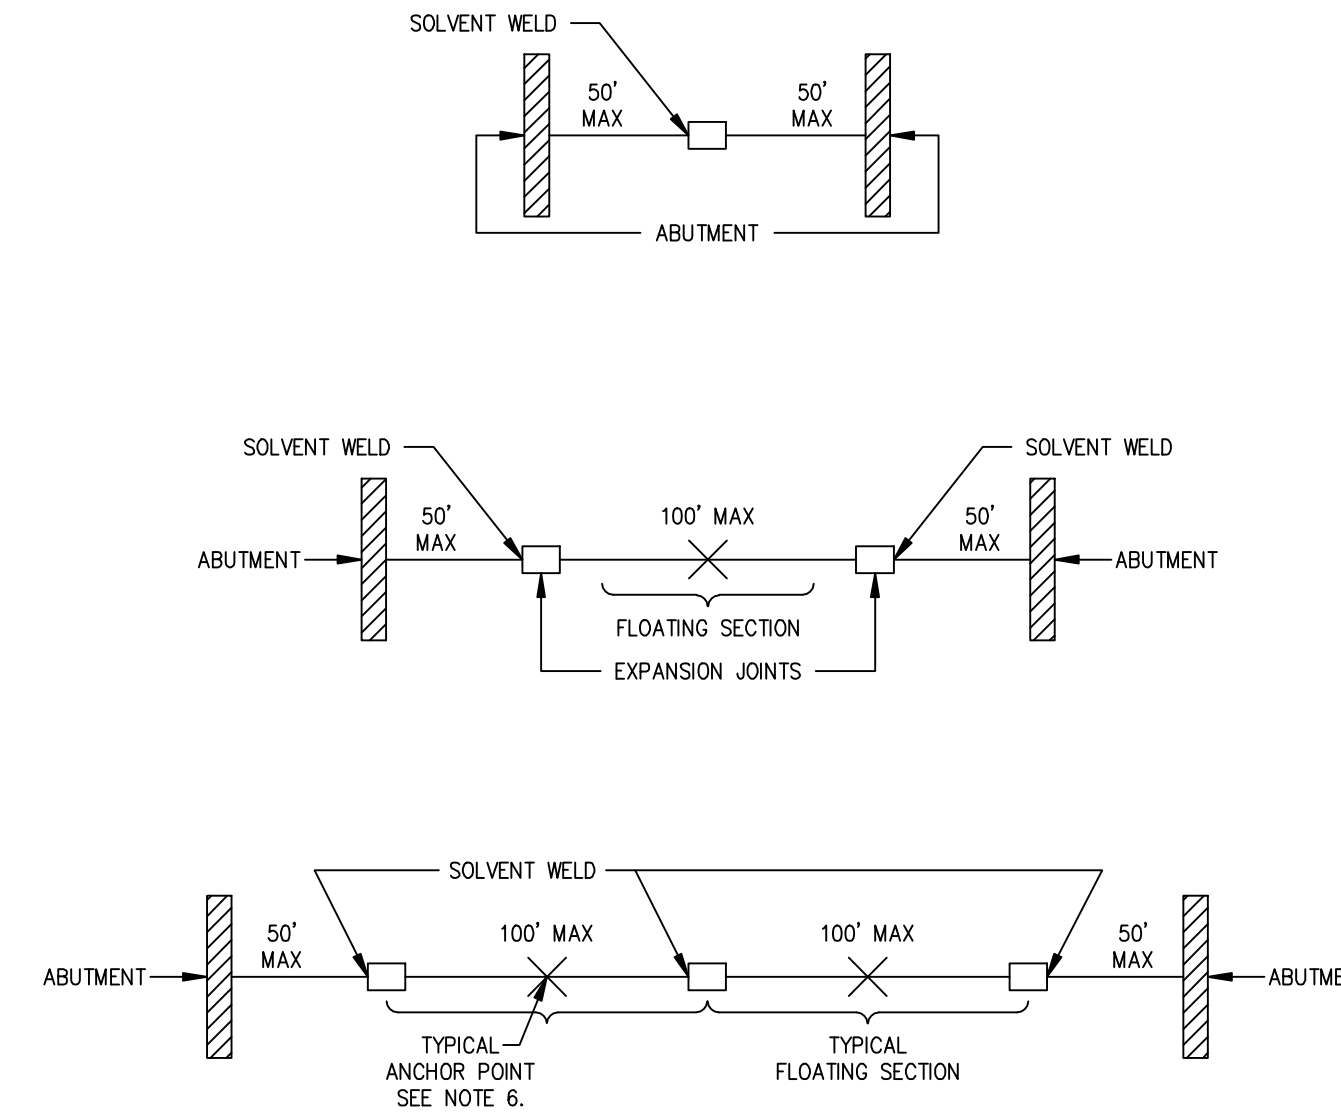 SOLVENT WELD
50'
MAX
50'
MAX
ABUTMENT
SOLVENT WELD
SOLVENT WELD
50'
MAX
100' MAX
50'
MAX
ABUTMENT
ABUTMENT
FLOATING SECTION
EXPANSION JOINTS
SOLVENT WELD
50'
MAX
100' MAX
100' MAX
50'
MAX
ABUTMENT
ABUTME
TYPICAL
ANCHOR POINT
SEE NOTE 6.
TYPICAL
FLOATING SECTION